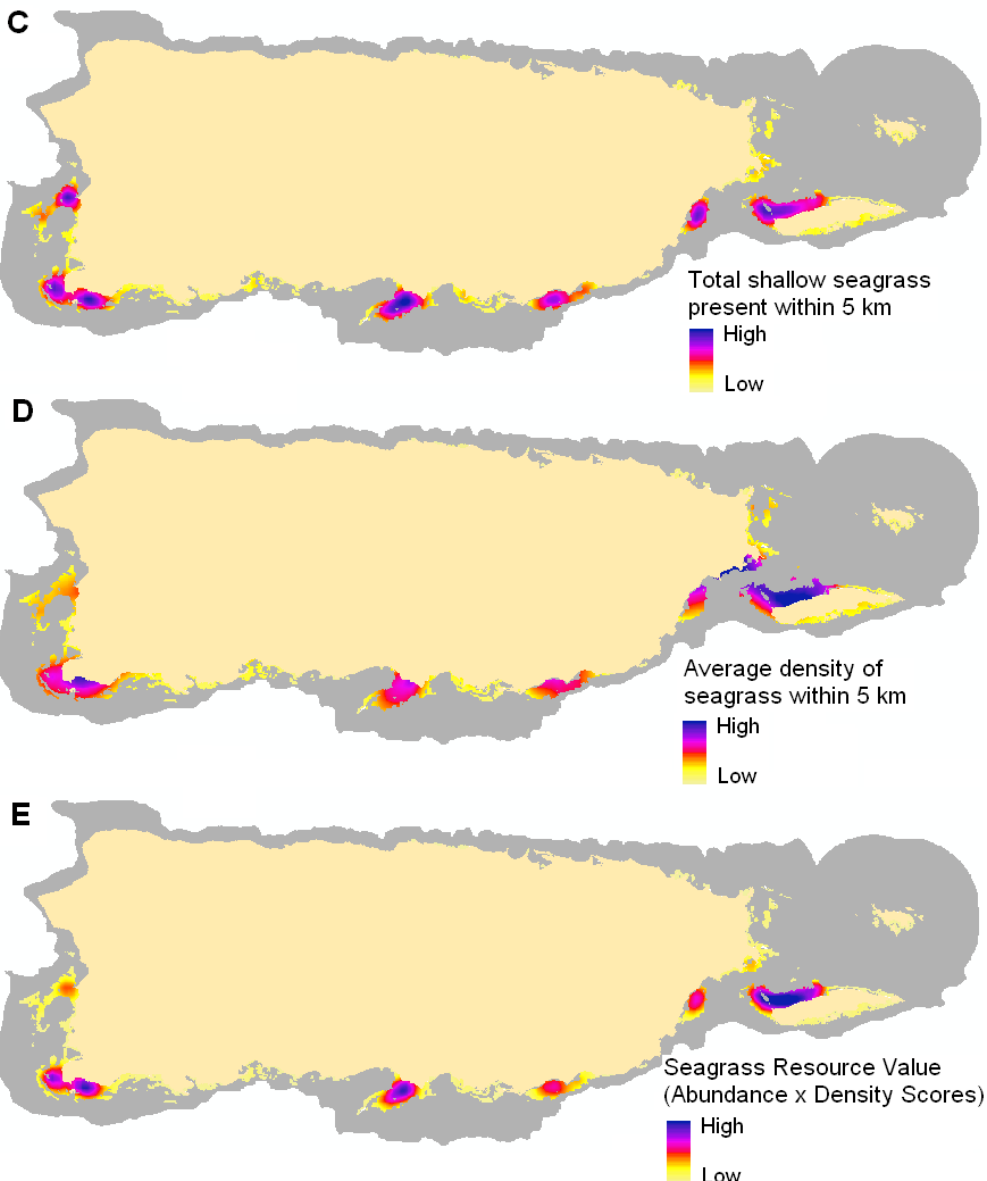 C
Total shallow seagrass
present within 5 km
High
Low
D
Average density of
seagrass within 5 km
High
Low
E
Seagrass Resource Value
(Abundance x Density Scores)
High
Low